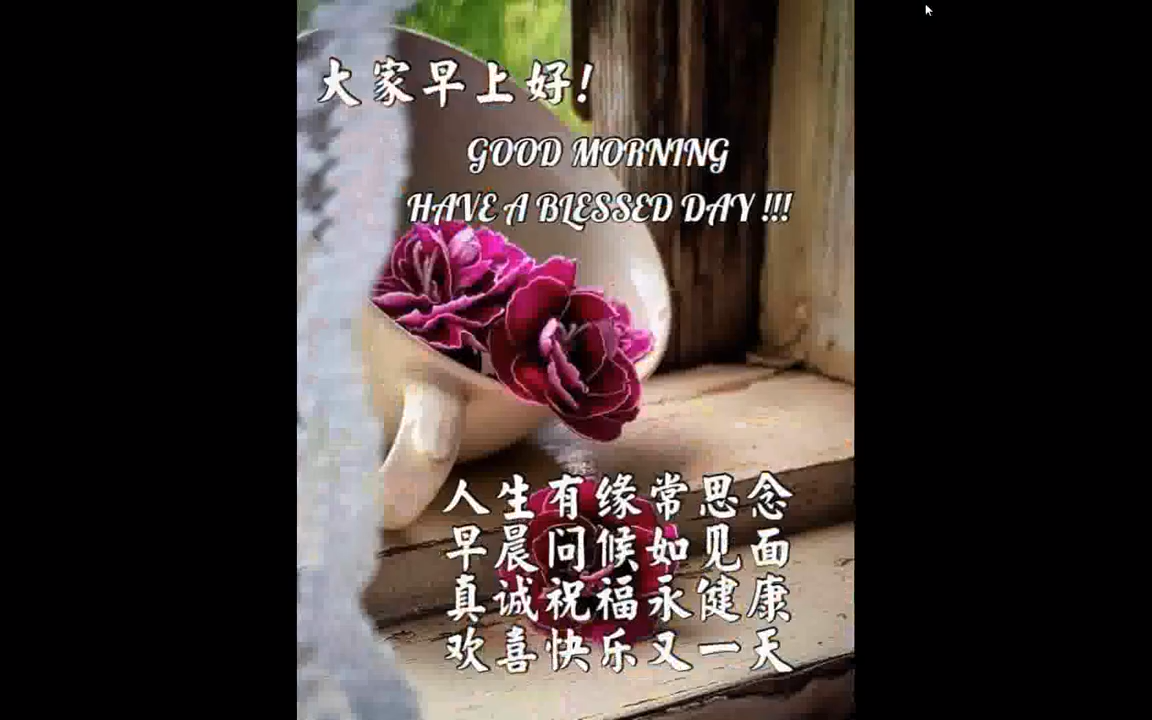 大家早上好!
GOOD MORNING
HAVE A BLESSED DAY !!!
人生有缘常思念
早晨问候如见面
真诚祝福永健康
欢喜快乐又一天